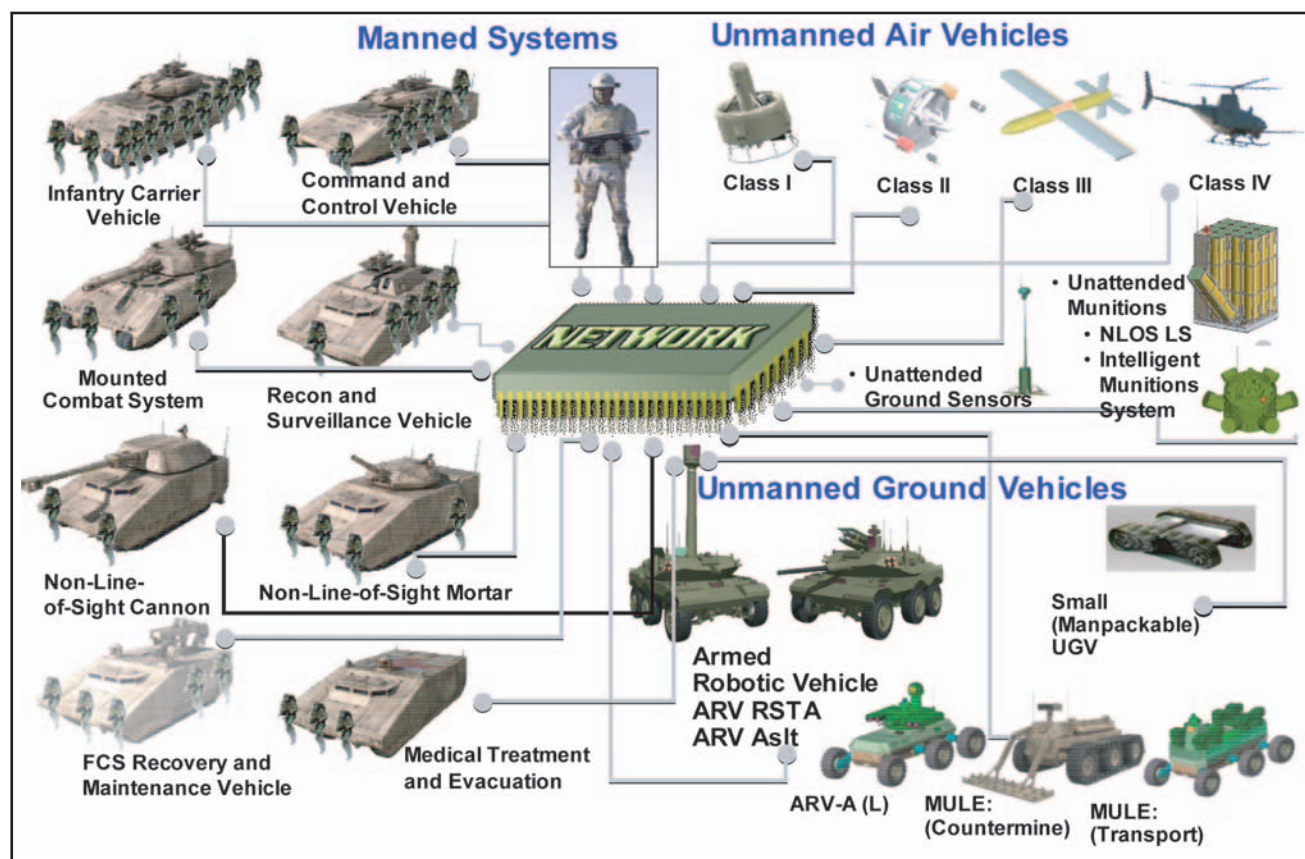 Manned Systems
Unmanned Air Vehicles
Infantry Carrier
Vehicle
Command and
Control Vehicle
Class I
Class II
Class III
Class IV
Mounted
Combat System
Recon and
Surveillance Vehicle
NETWORK
• Unattended
Munitions
• NLOS LS
• Intelligent
Munitions
System
• Unattended
Ground Sensors
Non-Line-
of-Sight Cannon
Non-Line-of-Sight Mortar
Unmanned Ground Vehicles
Small
(Manpackable)
UGV
FCS Recovery and
Maintenance Vehicle
Medical Treatment
and Evacuation
Armed
Robotic Vehicle
ARV RSTA
ARV Aslt
ARV-A (L)
MULE:
(Countermine)
MULE:
(Transport)